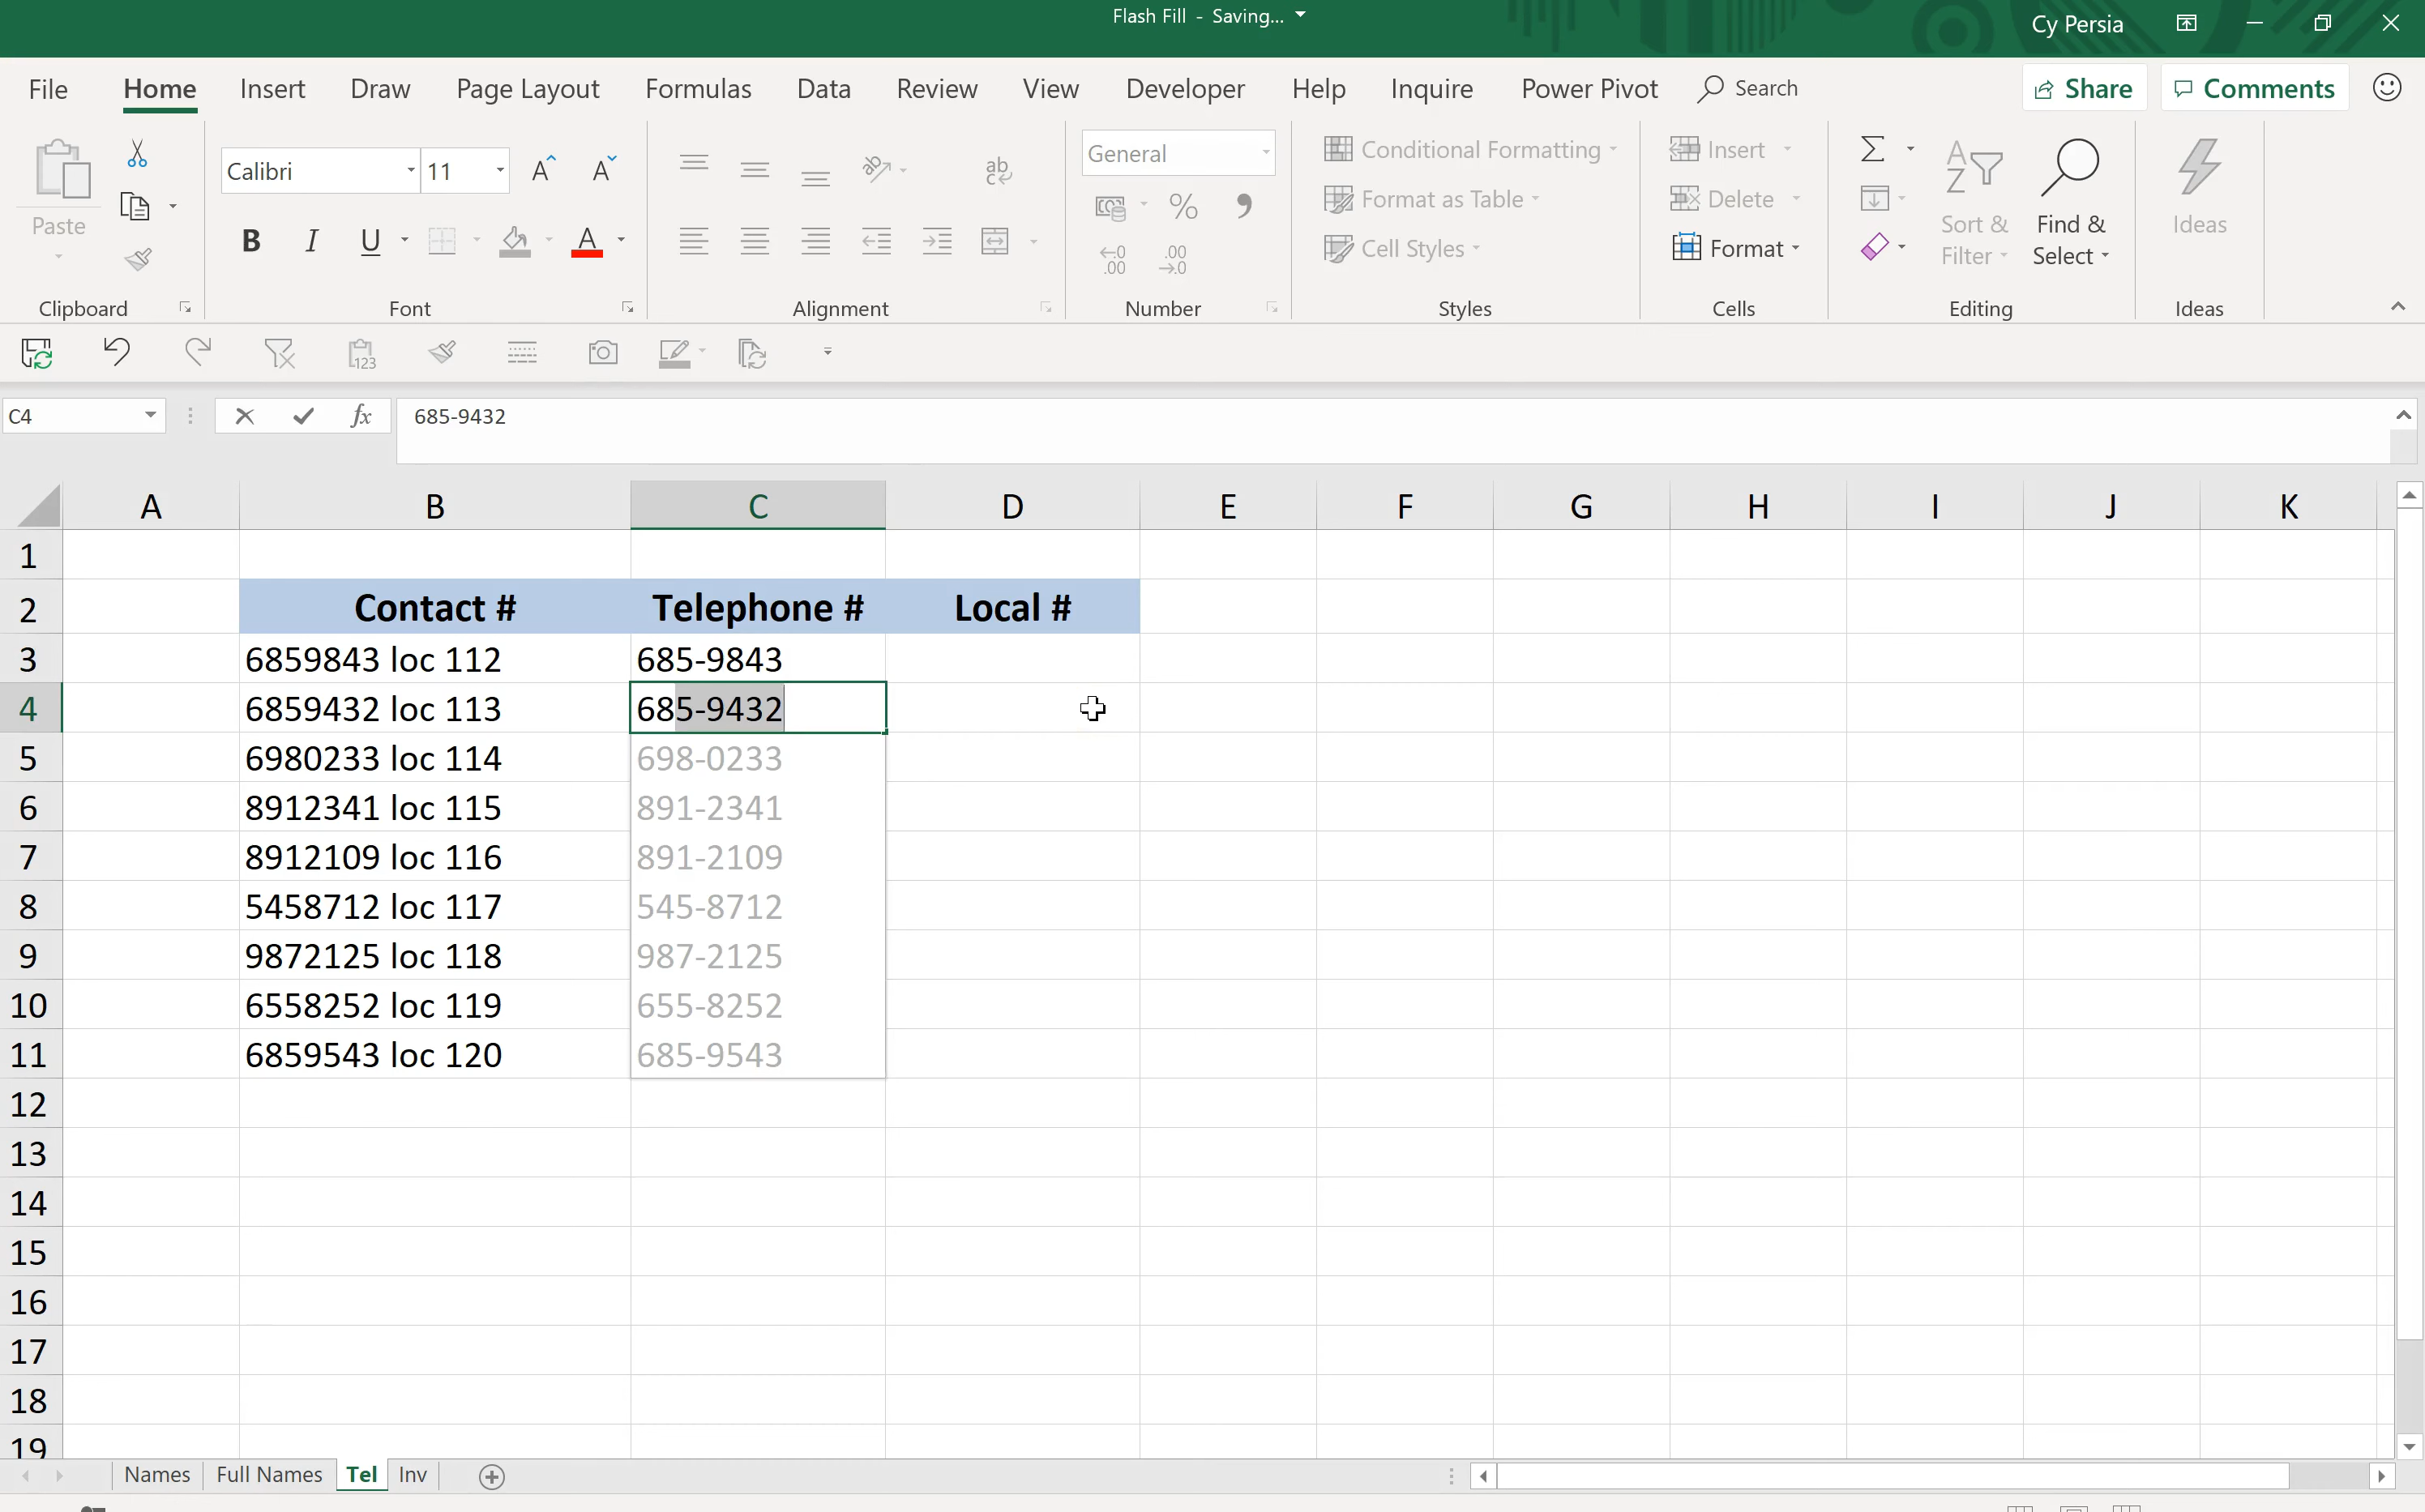 Flash Fill - Saving...
Cy Persia
File Home Insert Draw Page Layout Formulas Data Review View Developer Help Inquire Power Pivot Search Share Comments
Paste
Clipboard
Calibri 11
B I U A
Font
ab
c
Alignment
General
% 9
.00 .00
Number
Conditional Formatting
Format as Table
Cell Styles
Styles
Insert
Delete
Format
Cells
Sort & Filter
Find & Select
Editing
Ideas
Ideas
C4 fx 685-9432
A B C D E F G H I J K
1
2 Contact # Telephone # Local #
3 6859843 loc 112 685-9843
4 6859432 loc 113 685-9432
5 6980233 loc 114 698-0233
6 8912341 loc 115 891-2341
7 8912109 loc 116 891-2109
8 5458712 loc 117 545-8712
9 9872125 loc 118 987-2125
10 6558252 loc 119 655-8252
11 6859543 loc 120 685-9543
12
13
14
15
16
17
18
19
Names Full Names Tel Inv